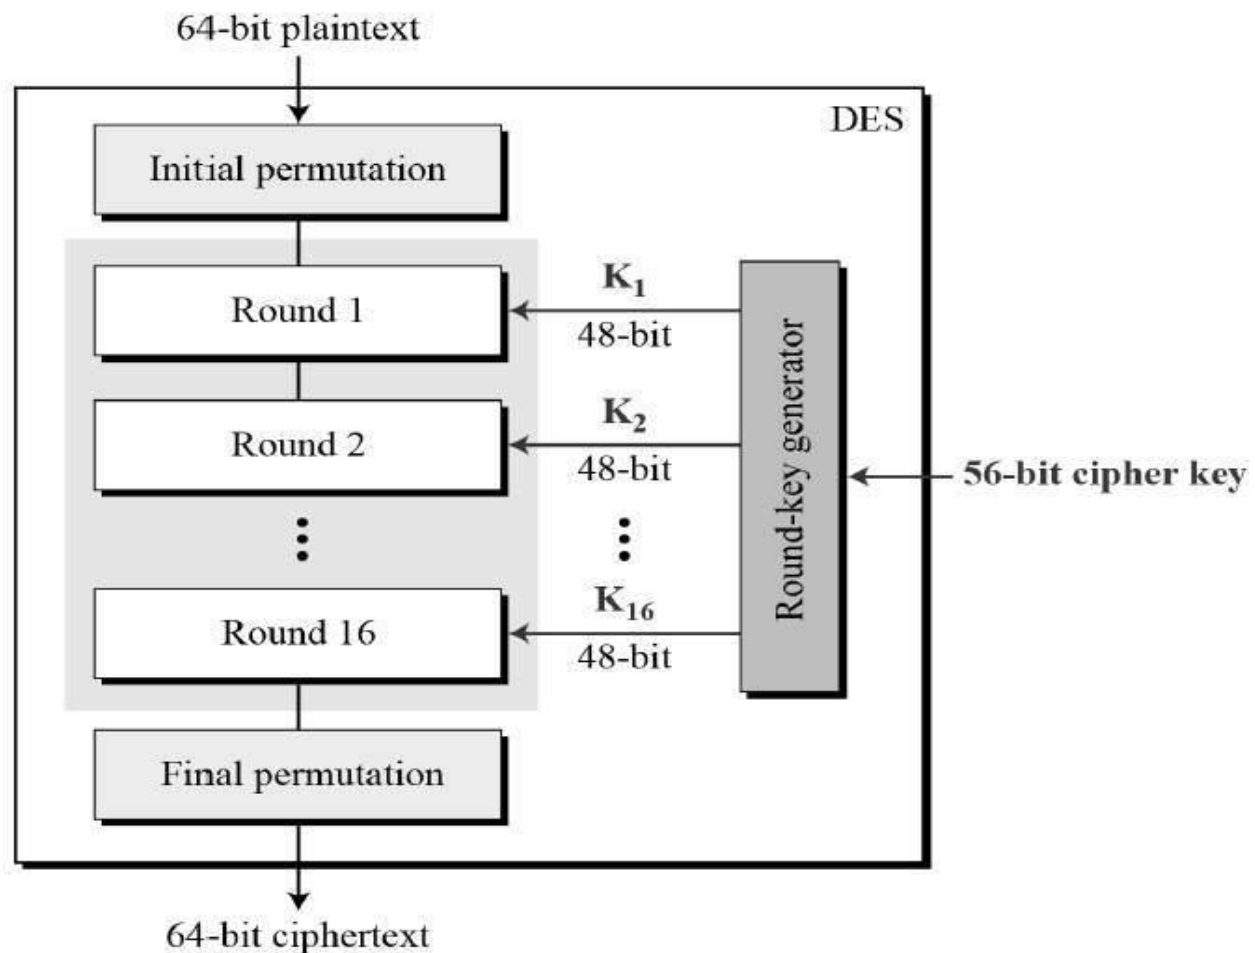 64-bit plaintext
DES
Initial permutation
Round 1
K1
48-bit
Round 2
K2
48-bit
Round 16
K16
48-bit
Round-key generator
56-bit cipher key
Final permutation
64-bit ciphertext